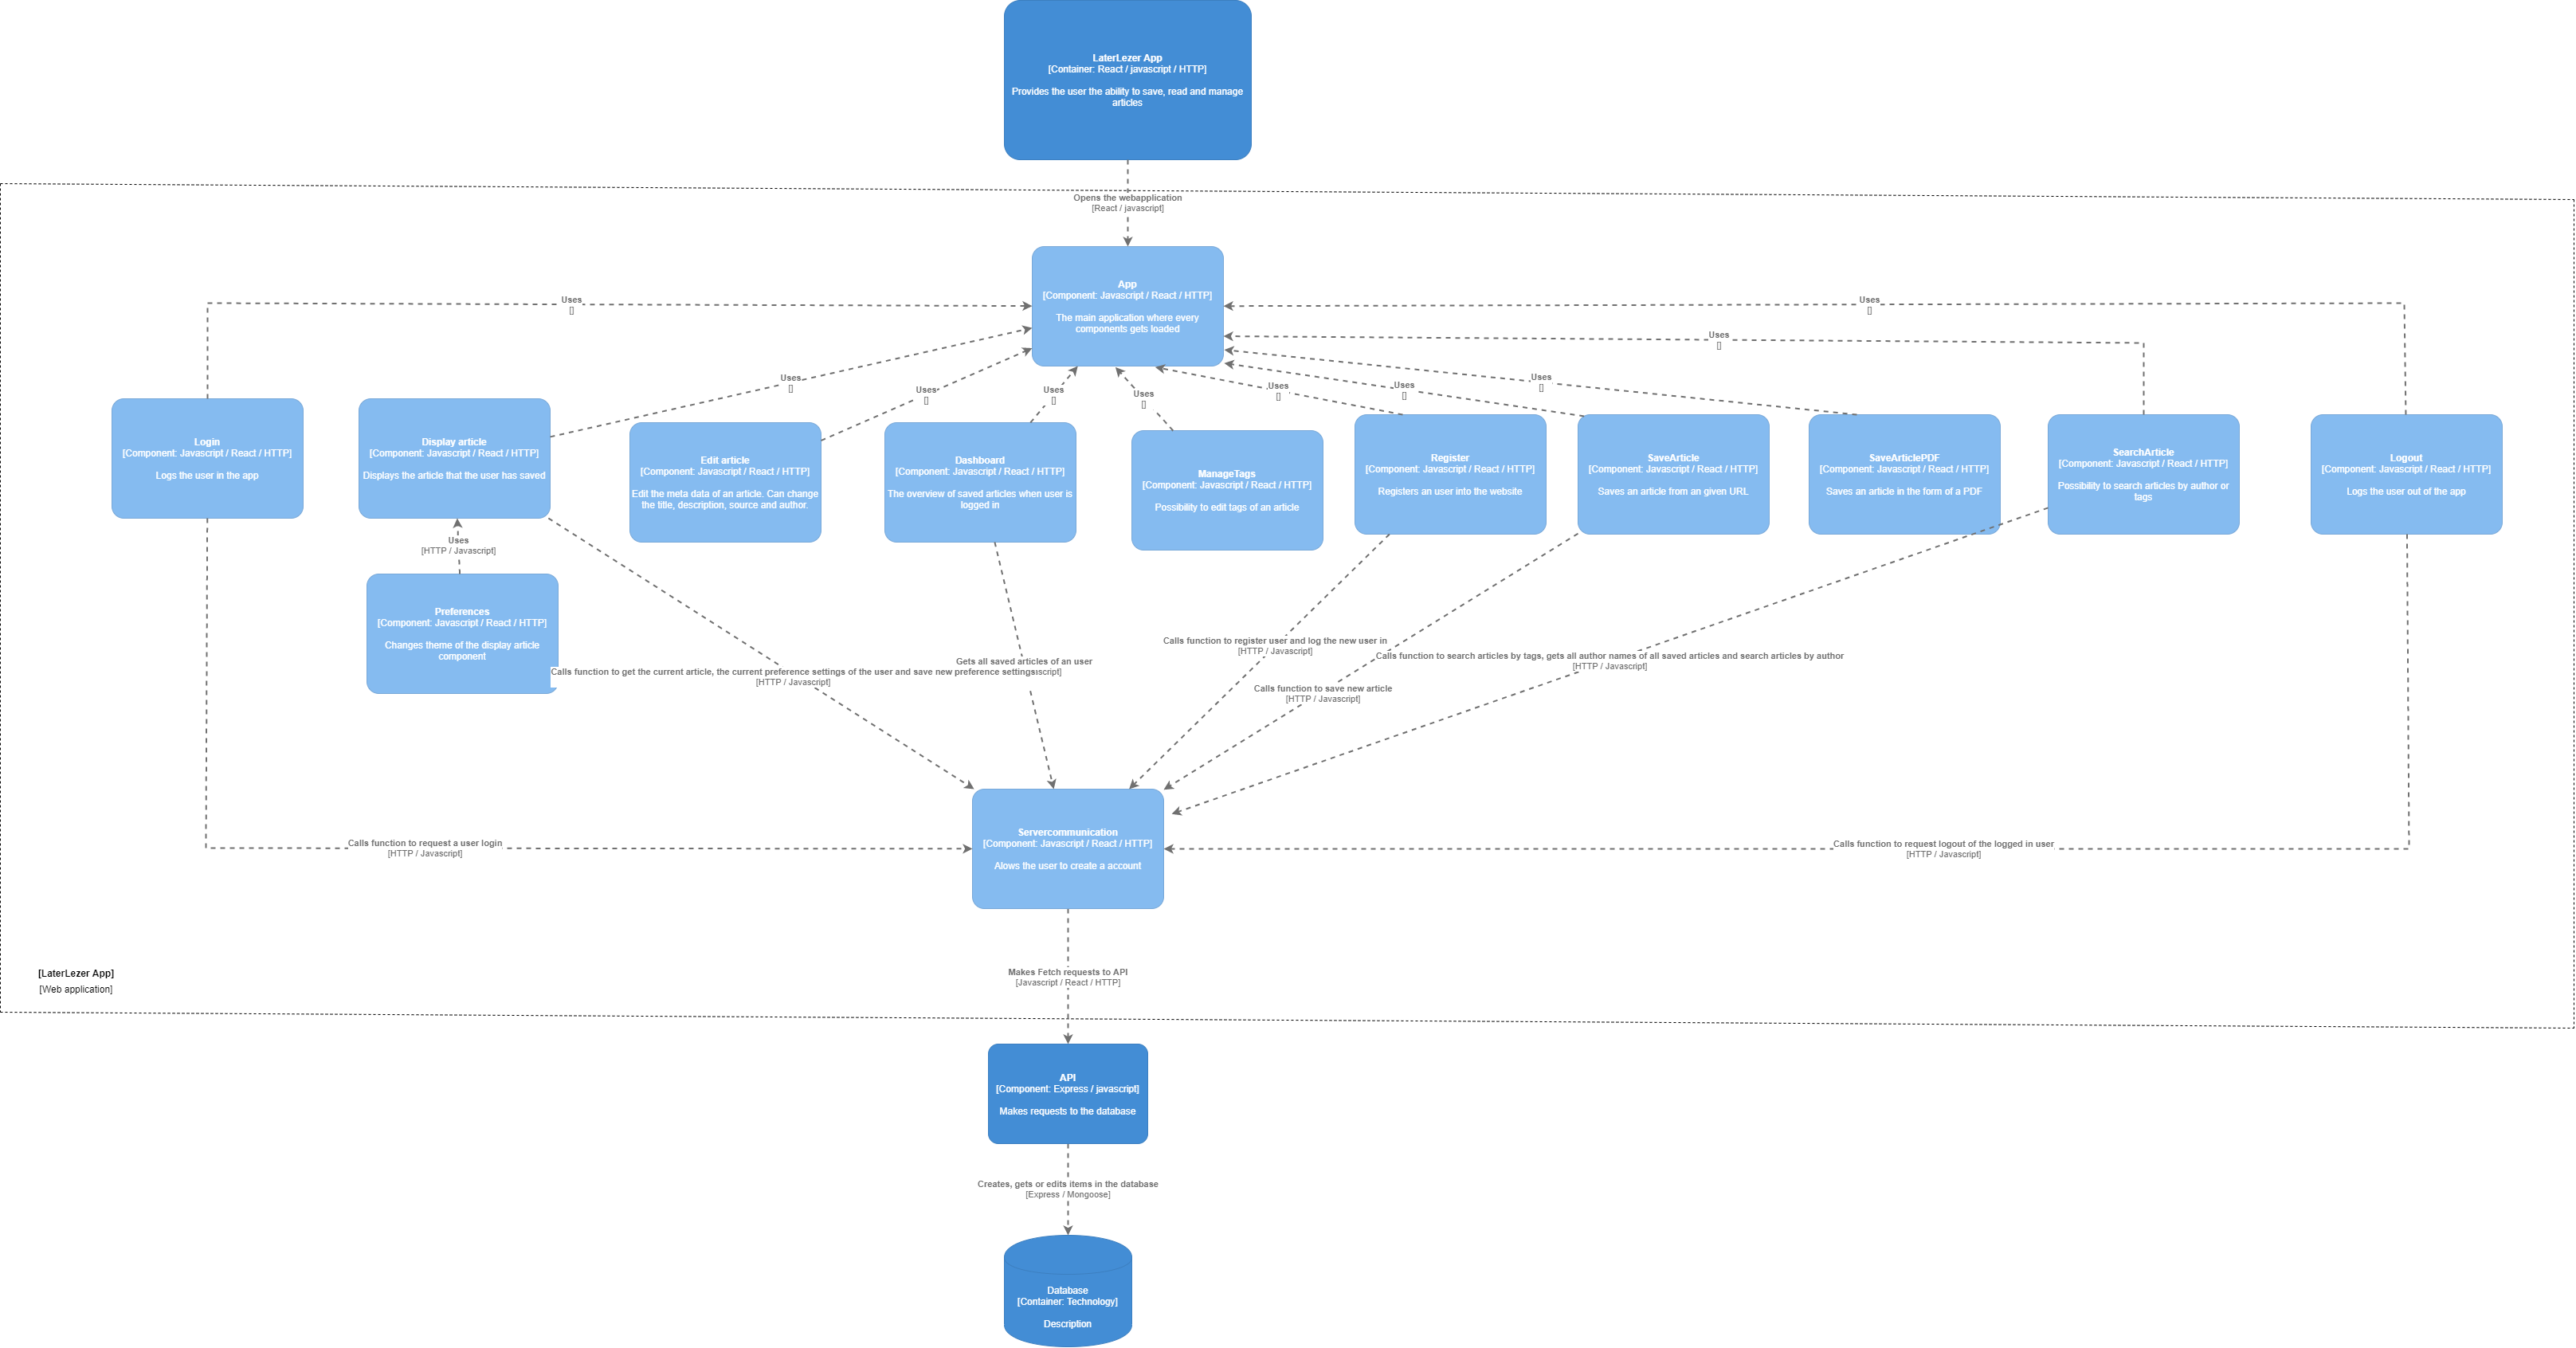 LaterLezer App
[Container: React / javascript / HTTP]
Provides the user the ability to save, read and manage
articles
Opens the webapplication
[React / javascript]
App
[Component: Javascript / React / HTTP]
The main application where every
components gets loaded
Uses
[]
Uses
[]
Uses
[]
Uses
[]
Uses
[]
Uses
[]
Uses
[]
Uses
[]
Uses
[]
Uses
[]
Login
[Component: Javascript / React / HTTP]
Logs the user in the app
Display article
[Component: Javascript / React / HTTP]
Displays the article that the user has saved
Edit article
[Component: Javascript / React / HTTP]
Edit the meta data of an article. Can change
the title, description, source and author.
Dashboard
[Component: Javascript / React / HTTP]
The overview of saved articles when user is
logged in
ManageTags
[Component: Javascript / React / HTTP]
Possibility to edit tags of an article
Register
[Component: Javascript / React / HTTP]
Registers an user into the website
SaveArticle
[Component: Javascript / React / HTTP]
Saves an article from an given URL
SaveArticlePDF
[Component: Javascript / React / HTTP]
Saves an article in the form of a PDF
SearchArticle
[Component: Javascript / React / HTTP]
Possibility to search articles by author or
tags
Logout
[Component: Javascript / React / HTTP]
Logs the user out of the app
Uses
[HTTP / Javascript]
Preferences
[Component: Javascript / React / HTTP]
Changes theme of the display article
component
Calls function to get the current article, the current preference settings of the user and save new preference settings
[HTTP / Javascript]
Gets all saved articles of an user
Calls function to register user and log the new user in
[HTTP / Javascript]
Calls function to save new article
[HTTP / Javascript]
Calls function to search articles by tags, gets all author names of all saved articles and search articles by author
[HTTP / Javascript]
Calls function to request a user login
[HTTP / Javascript]
Servercommunication
[Component: Javascript / React / HTTP]
Alows the user to create a account
Calls function to request logout of the logged in user
[HTTP / Javascript]
Makes Fetch requests to API
[Javascript / React / HTTP]
[LaterLezer App]
[Web application]
API
[Component: Express / javascript]
Makes requests to the database
Creates, gets or edits items in the database
[Express / Mongoose]
Database
[Container: Technology]
Description